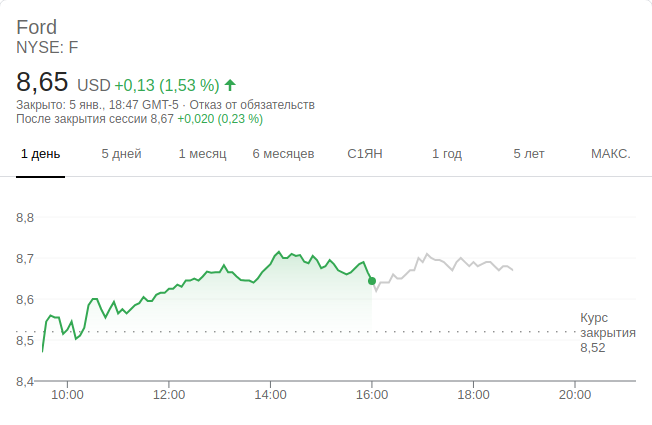 Ford
NYSE: F
8,65 USD +0,13 (1,53 %)
Закрыто: 5 янв., 18:47 GMT-5 · Отказ от обязательств
После закрытия сессии 8,67 +0,020 (0,23 %)
1 день 5 дней 1 месяц 6 месяцев С1ЯН 1 год 5 лет МАКС.
8,8
8,7
8,6
8,5
8,4
Курс
закрытия
8,52
10:00 12:00 14:00 16:00 18:00 20:00